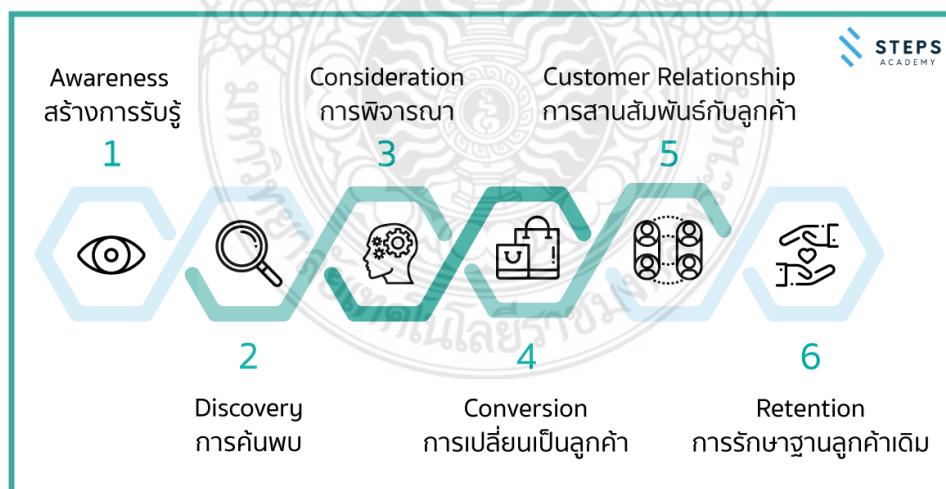 STEPS
ACADEMY
Awareness
สร้างการรับรู้
1
Consideration
การพิจารณา
3
Customer Relationship
การสานสัมพันธ์กับลูกค้า
5
2
Discovery
การค้นพบ
4
Conversion
การเปลี่ยนเป็นลูกค้า
6
Retention
การรักษาฐานลูกค้าเดิม